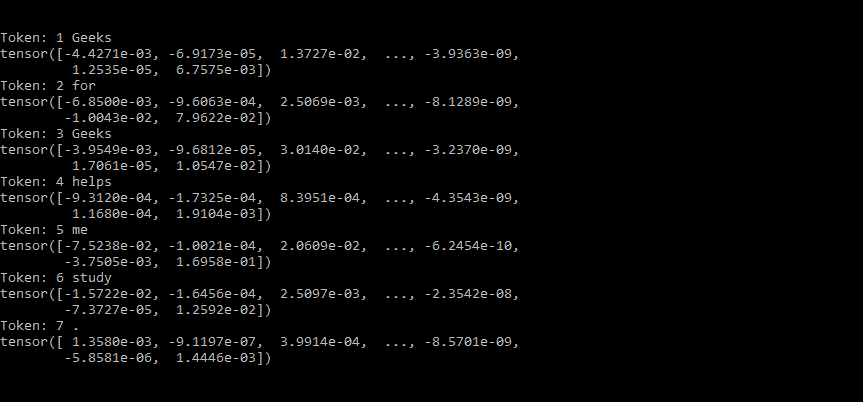 Token: 1 Geeks
tensor([-4.4271e-03, -6.9173e-05,  1.3727e-02,  ..., -3.9363e-09,
         1.2535e-05,  6.7575e-03])
Token: 2 for
tensor([-6.8500e-03, -9.6063e-04,  2.5069e-03,  ..., -8.1289e-09,
        -1.0043e-02,  7.9622e-02])
Token: 3 Geeks
tensor([-3.9549e-03, -9.6812e-05,  3.0140e-02,  ..., -3.2370e-09,
         1.7061e-05,  1.0547e-02])
Token: 4 helps
tensor([-9.3120e-04, -1.7325e-04,  8.3951e-04,  ..., -4.3543e-09,
         1.1680e-04,  1.9104e-03])
Token: 5 me
tensor([-7.5238e-02, -1.0021e-04,  2.0609e-02,  ..., -6.2454e-10,
        -3.7505e-03,  1.6958e-01])
Token: 6 study
tensor([-1.5722e-02, -1.6456e-04,  2.5097e-03,  ..., -2.3542e-08,
        -7.3727e-05,  1.2592e-02])
Token: 7 .
tensor([ 1.3580e-03, -9.1197e-07,  3.9914e-04,  ..., -8.5701e-09,
        -5.8581e-06,  1.4446e-03])